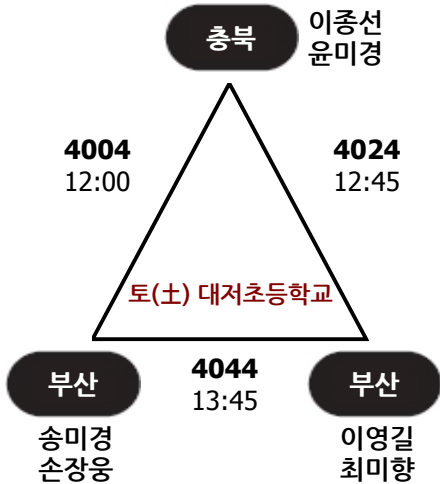 충북
이종선
윤미경
4004
12:00
4024
12:45
토(土) 대저초등학교
부산
송미경
손장웅
4044
13:45
부산
이영길
최미향